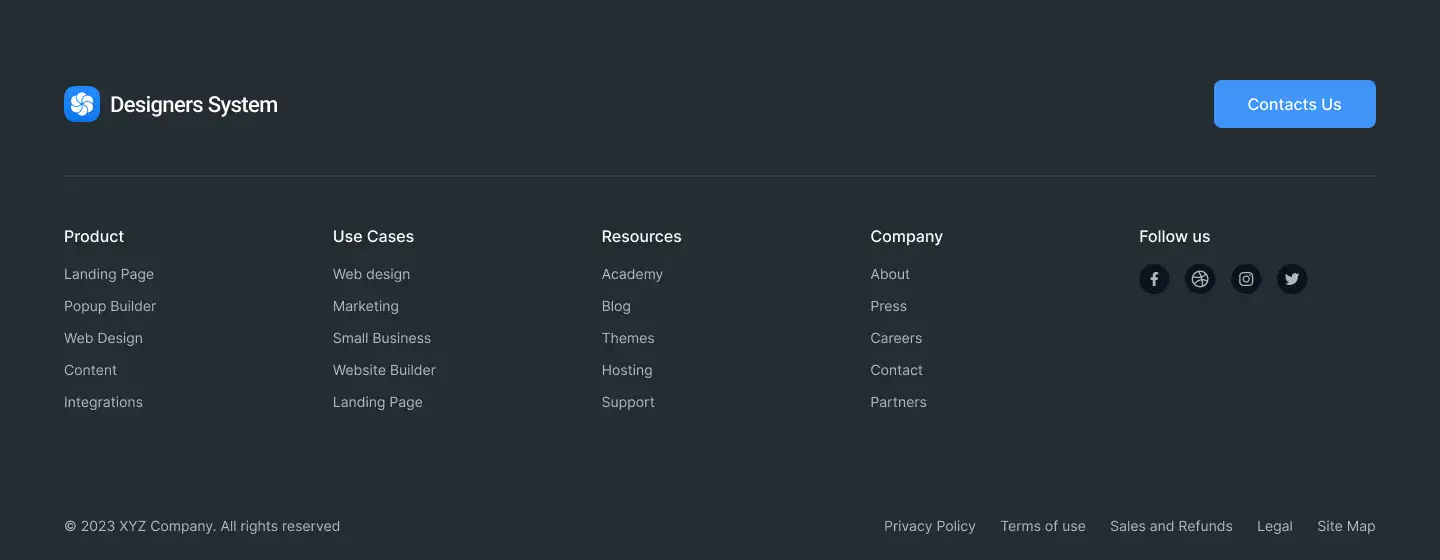 Designers System
Contacts Us
Product
Landing Page
Popup Builder
Web Design
Content
Integrations
Use Cases
Web design
Marketing
Small Business
Website Builder
Landing Page
Resources
Academy
Blog
Themes
Hosting
Support
Company
About
Press
Careers
Contact
Partners
Follow us
© 2023 XYZ Company. All rights reserved
Privacy Policy
Terms of use
Sales and Refunds
Legal
Site Map